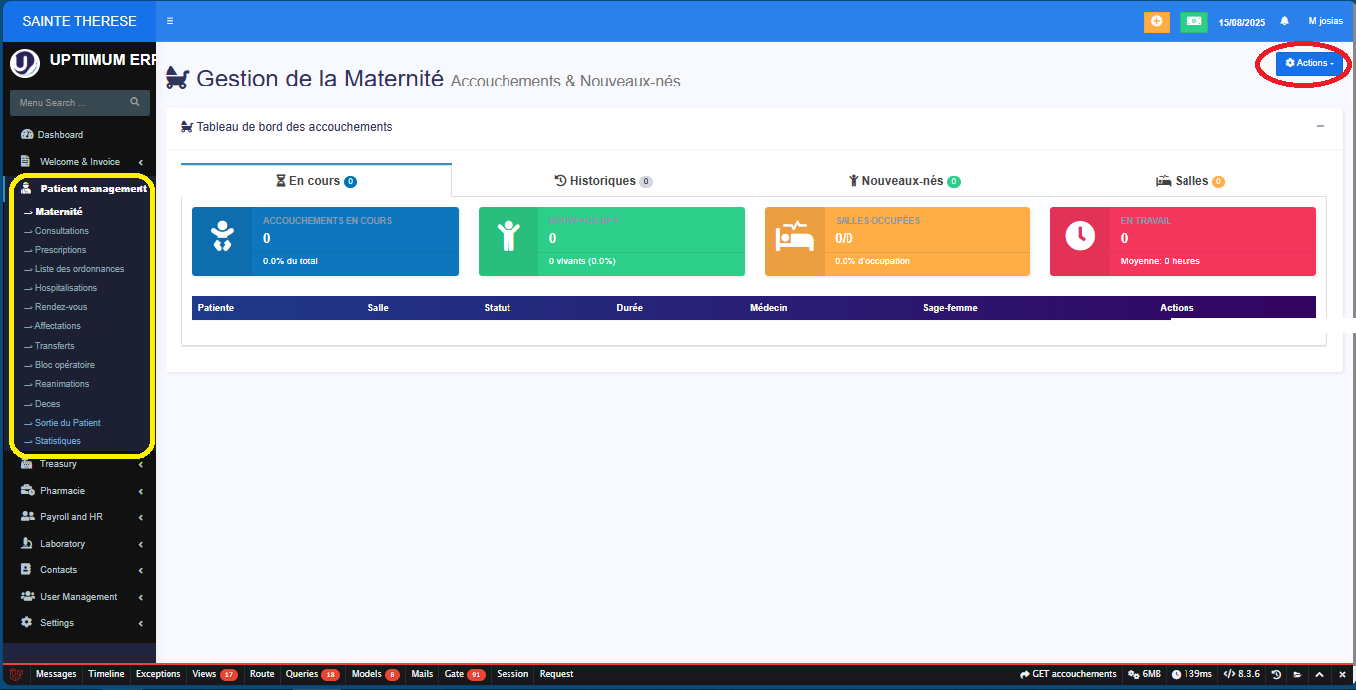 SAINTE THERESE
15/08/2025
M josias
UPTIIMUM ERP
Menu Search ...
Dashboard
Welcome & Invoice
Patient management
Maternité
Consultations
Prescriptions
Liste des ordonnances
Hospitalisations
Rendez-vous
Affectations
Transferts
Bloc opératoire
Reanimations
Deces
Sortie du Patient
Statistiques
Treasury
Pharmacie
Payroll and HR
Laboratory
Contacts
User Management
Settings
Gestion de la Maternité Accouchements & Nouveaux-nés
Actions
Tableau de bord des accouchements
En cours 0
Historiques 0
Nouveaux-nés 0
Salles 0
ACCOUCHEMENTS EN COURS
0
0.0% du total
NOUVEAUX-NÉS
0
0 vivants (0.0%)
SALLES OCCUPÉES
0/0
0.0% d'occupation
EN TRAVAIL
0
Moyenne: 0 heures
Patiente Salle Statut Durée Médecin Sage-femme Actions
Messages Timeline Exceptions Views 17 Route Queries 18 Models 8 Mails Gate 91 Session Request GET accouchements 6MB 139ms 8.3.6